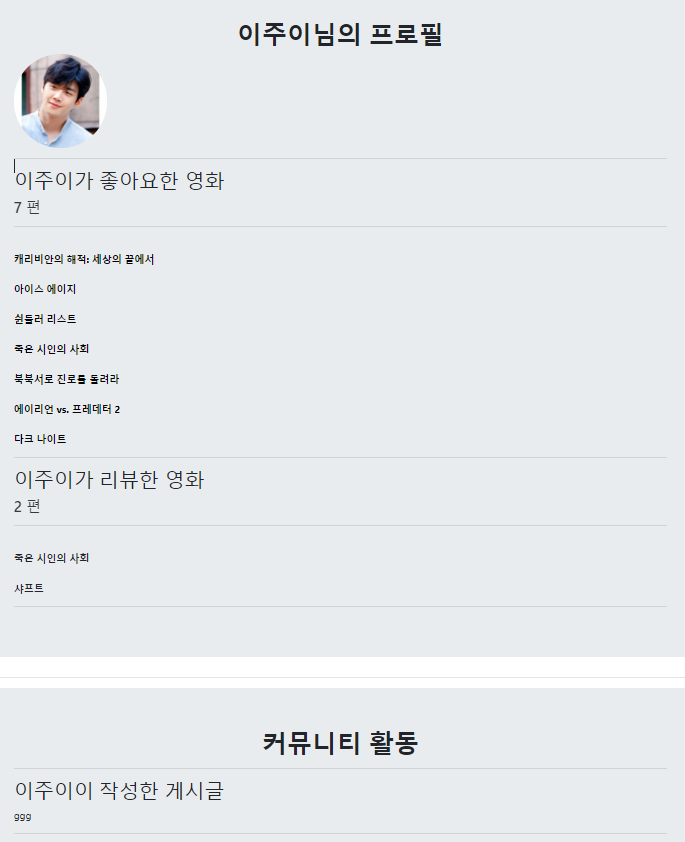 이주이님의 프로필
이주이가 좋아요한 영화
7 편
캐리비안의 해적: 세상의 끝에서
아이스 에이지
쉰들러 리스트
죽은 시인의 사회
북북서로 진로를 돌려라
에이리언 vs. 프레데터 2
다크 나이트
이주이가 리뷰한 영화
2 편
죽은 시인의 사회
샤프트
커뮤니티 활동
이주이이 작성한 게시글
ggg